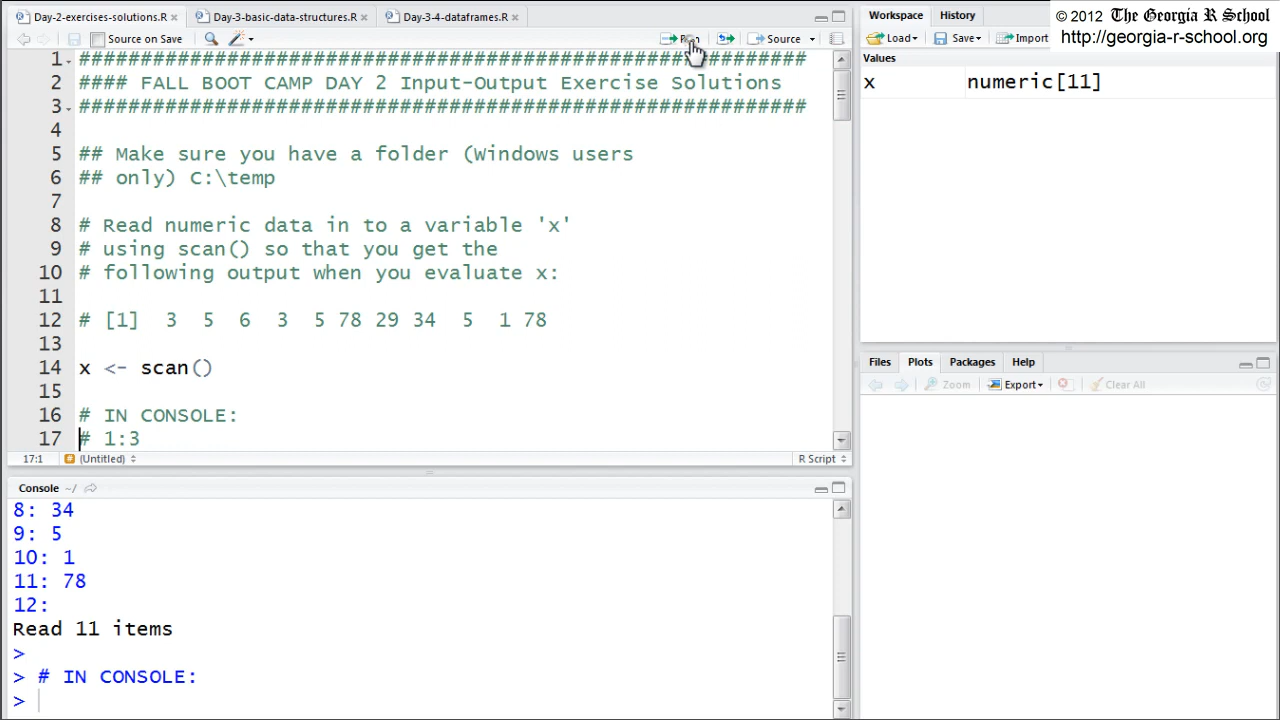 Day-2-exercises-solutions.R
Day-3-basic-data-structures.R
Day-3-4-dataframes.R
Source on Save
Run
Source
1 ############################################################
2 #### FALL BOOT CAMP DAY 2 Input-Output Exercise Solutions
3 ############################################################
4
5 ## Make sure you have a folder (Windows users
6 ## only) C:\temp
7
8 # Read numeric data in to a variable 'x'
9 # using scan() so that you get the
10 # following output when you evaluate x:
11
12 # [1] 3 5 6 3 5 78 29 34 5 1 78
13
14 x <- scan()
15
16 # IN CONSOLE:
17 # 1:3
17:1 # (Untitled) R Script
Console ~/
8: 34
9: 5
10: 1
11: 78
12:
Read 11 items
>
> # IN CONSOLE:
>
Workspace History
© 2012 The Georgia R School
http://georgia-r-school.org
Load Save Import
Values
x numeric[11]
Files Plots Packages Help
Zoom Export Clear All